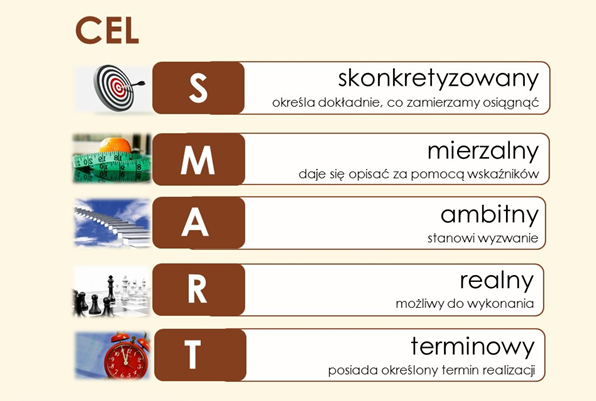 CEL
S
skonkretyzowany
określa dokładnie, co zamierzamy osiągnąć
M
mierzalny
daje się opisać za pomocą wskaźników
A
ambitny
stanowi wyzwanie
R
realny
możliwy do wykonania
T
terminowy
posiada określony termin realizacji